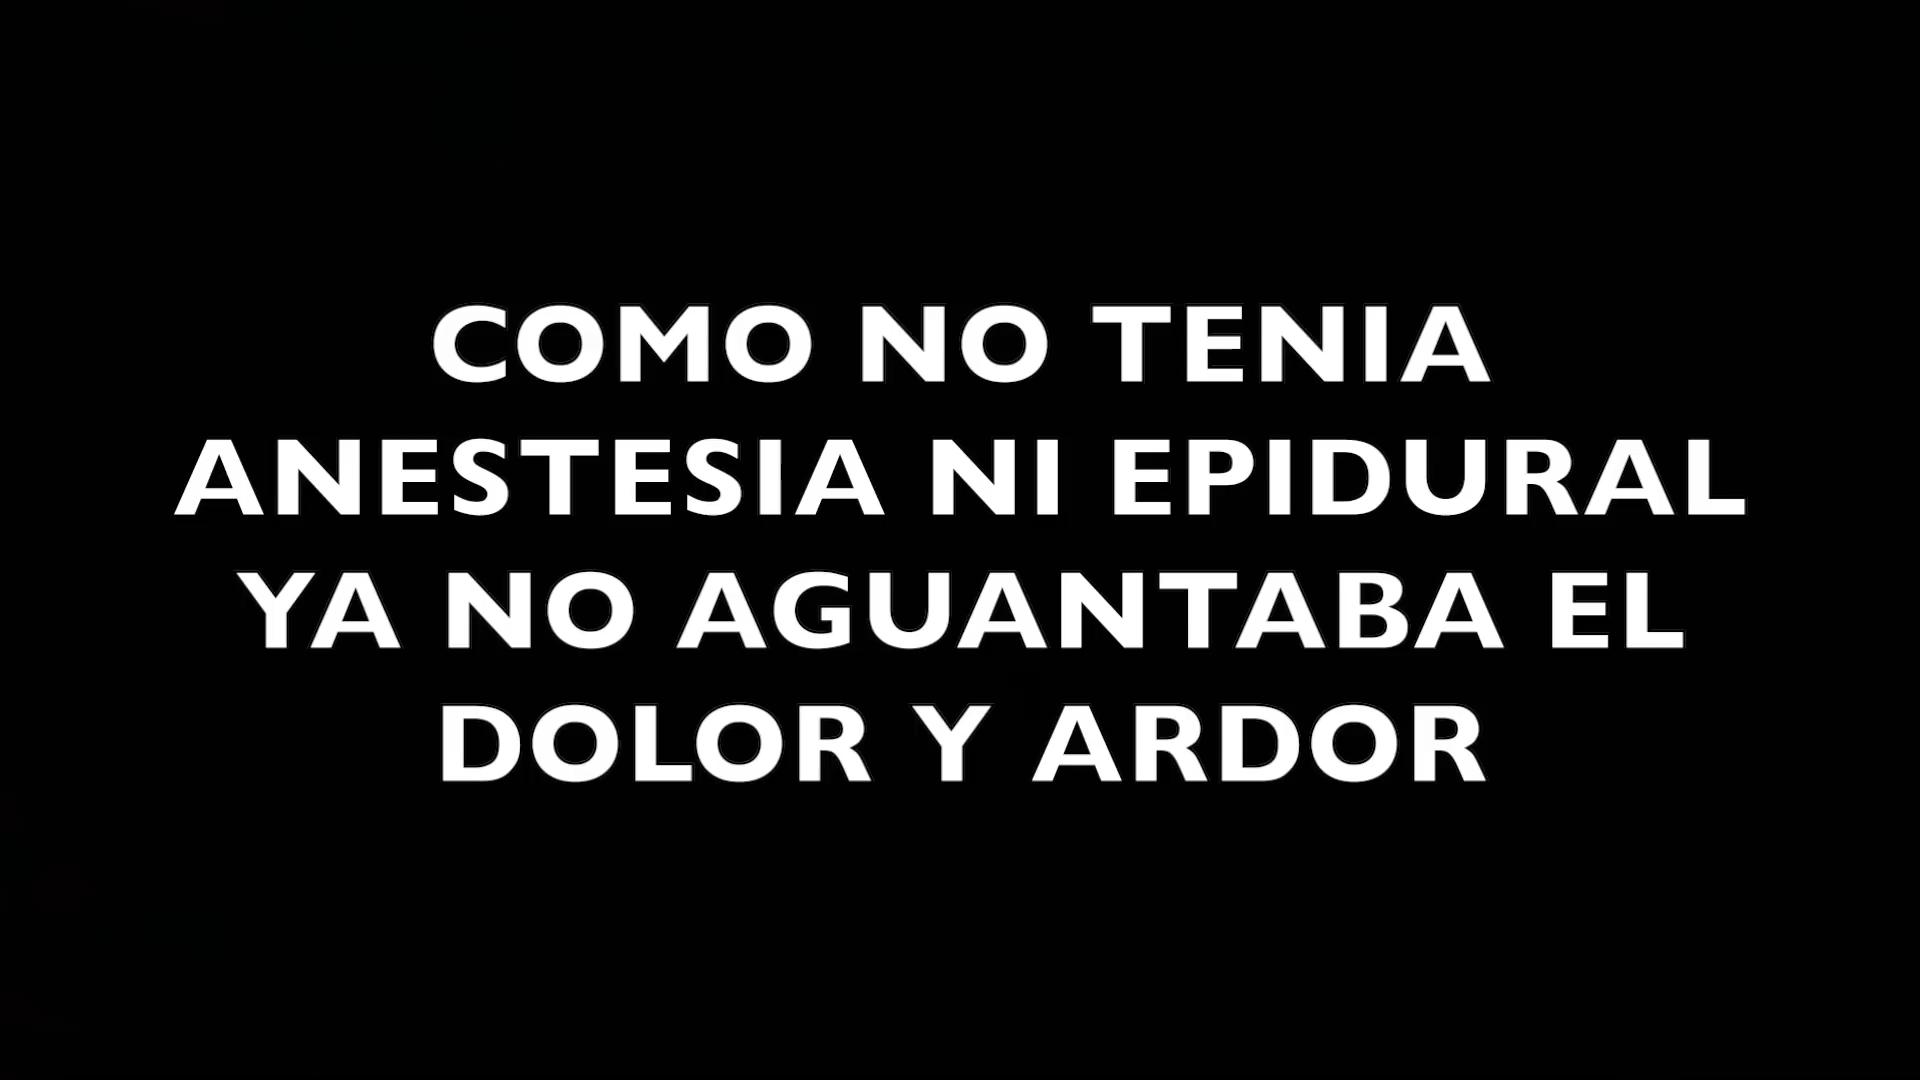 COMO NO TENIA
ANESTESIA NI EPIDURAL
YA NO AGUANTABA EL
DOLOR Y ARDOR